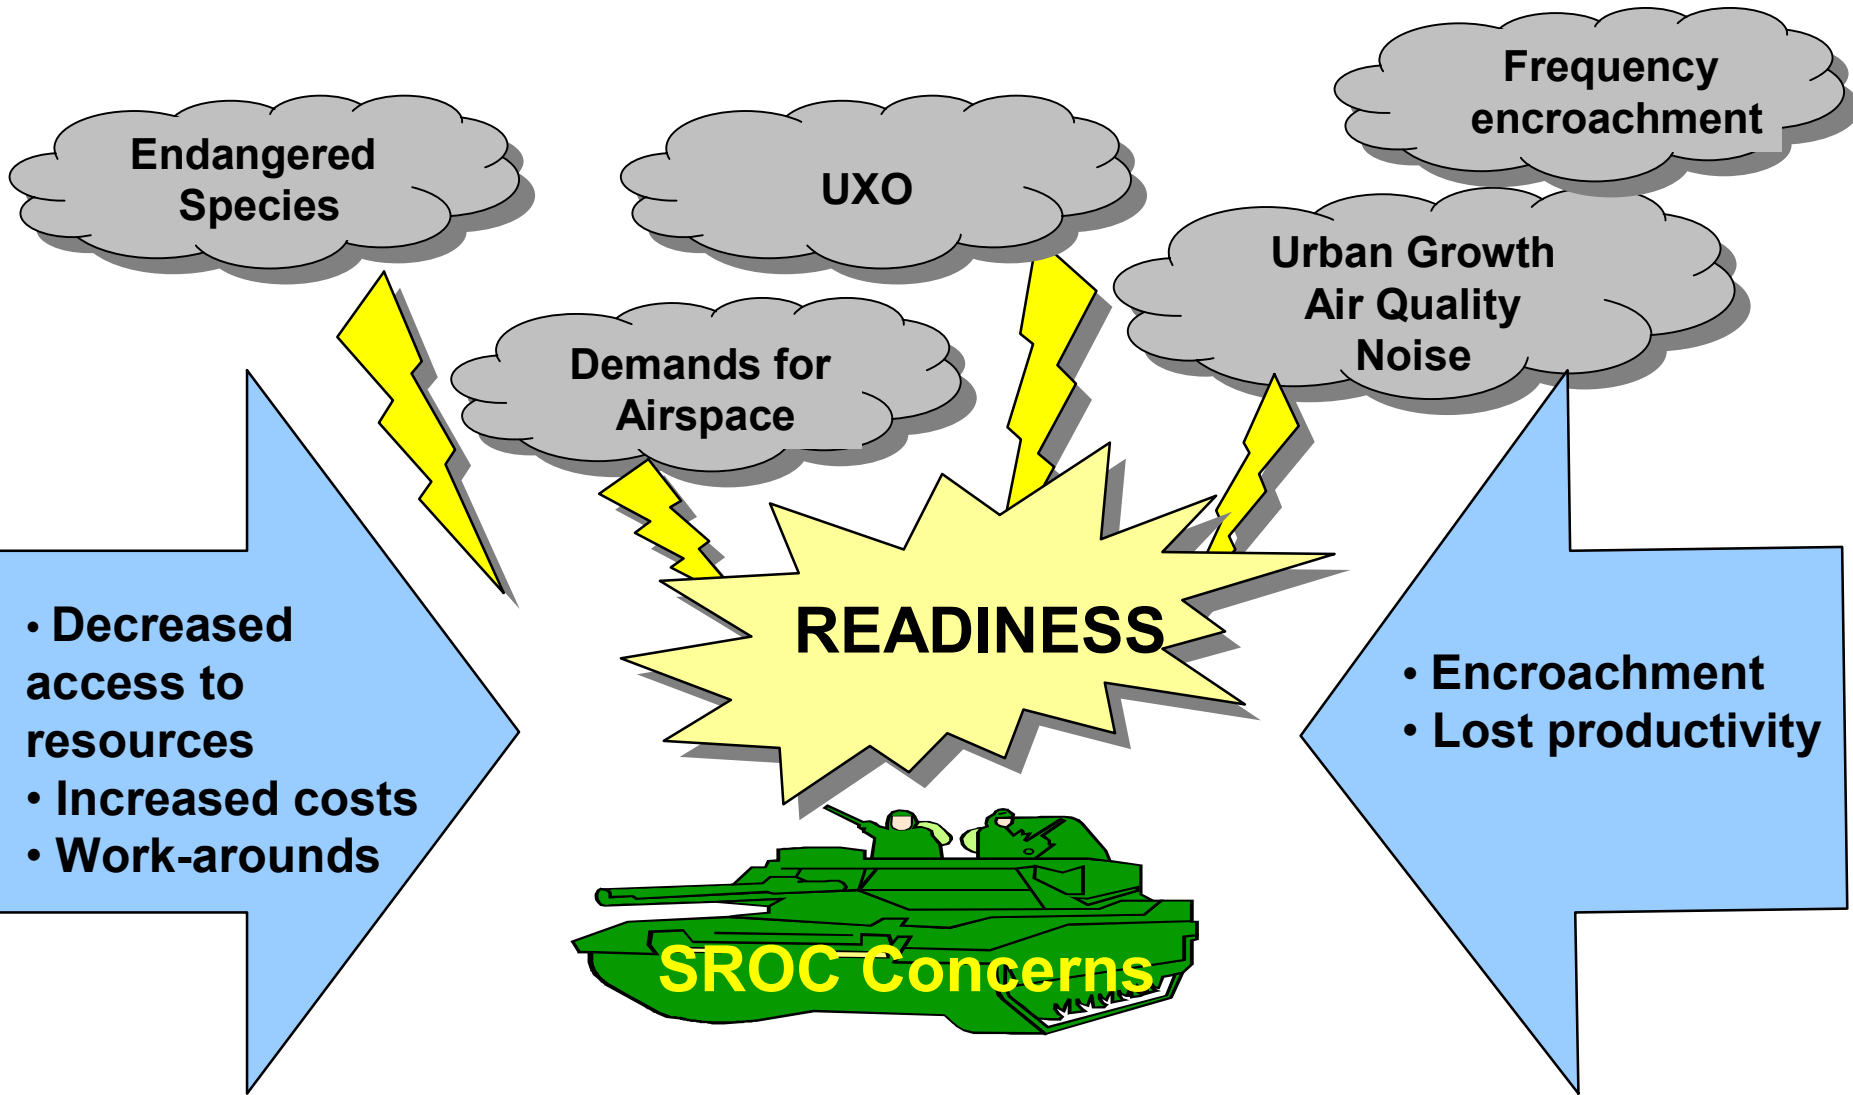 Frequency
encroachment
Endangered
Species
UXO
Urban Growth
Air Quality
Noise
Demands for
Airspace
READINESS
• Decreased
access to
resources
• Increased costs
• Work-arounds
• Encroachment
• Lost productivity
SROC Concerns